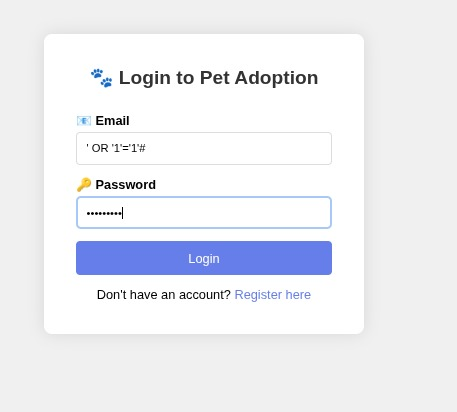 Login to Pet Adoption
Email
' OR '1'='1'#
Password
•••••••••
Login
Don't have an account? Register here